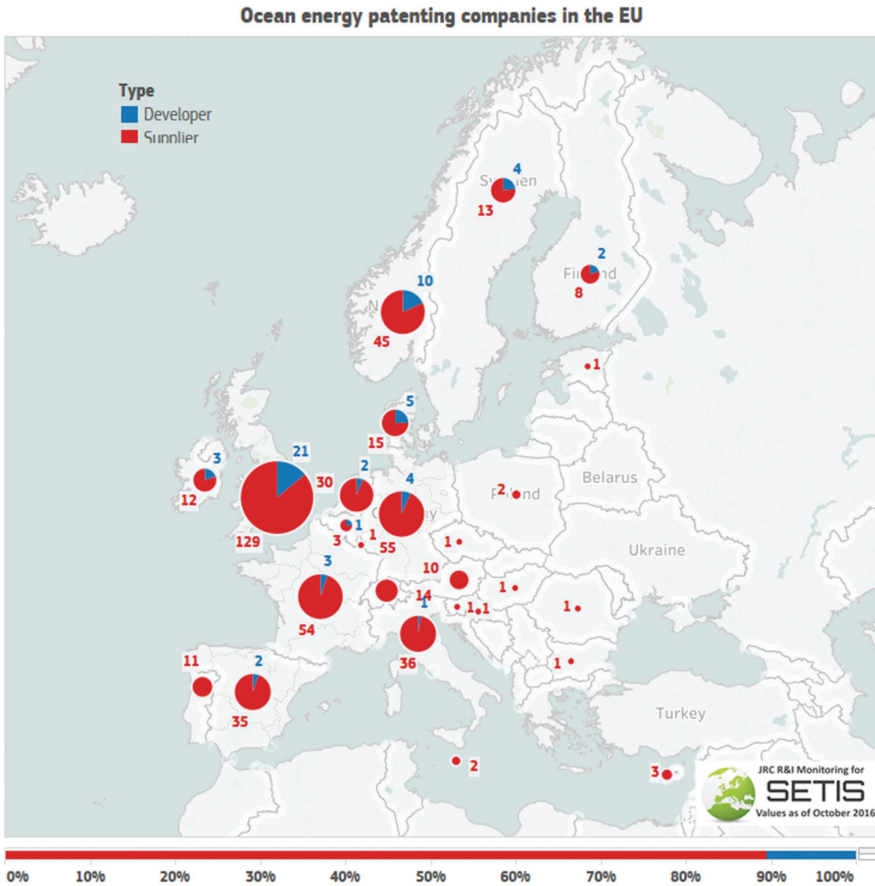 Ocean energy patenting companies in the EU
Type
Developer
Supplier
4
Sweden
13
2
Finland
8
10
N
45
1
5
15
3
12
21
129
30
2
4
55
1
3
1
2
Poland
Belarus
Ukraine
1
3
54
10
14
1
1
1
1
1
36
1
11
2
35
Turkey
2
3
JRC R&I Monitoring for
SETIS
Values as of October 2016
0% 10% 20% 30% 40% 50% 60% 70% 80% 90% 100%